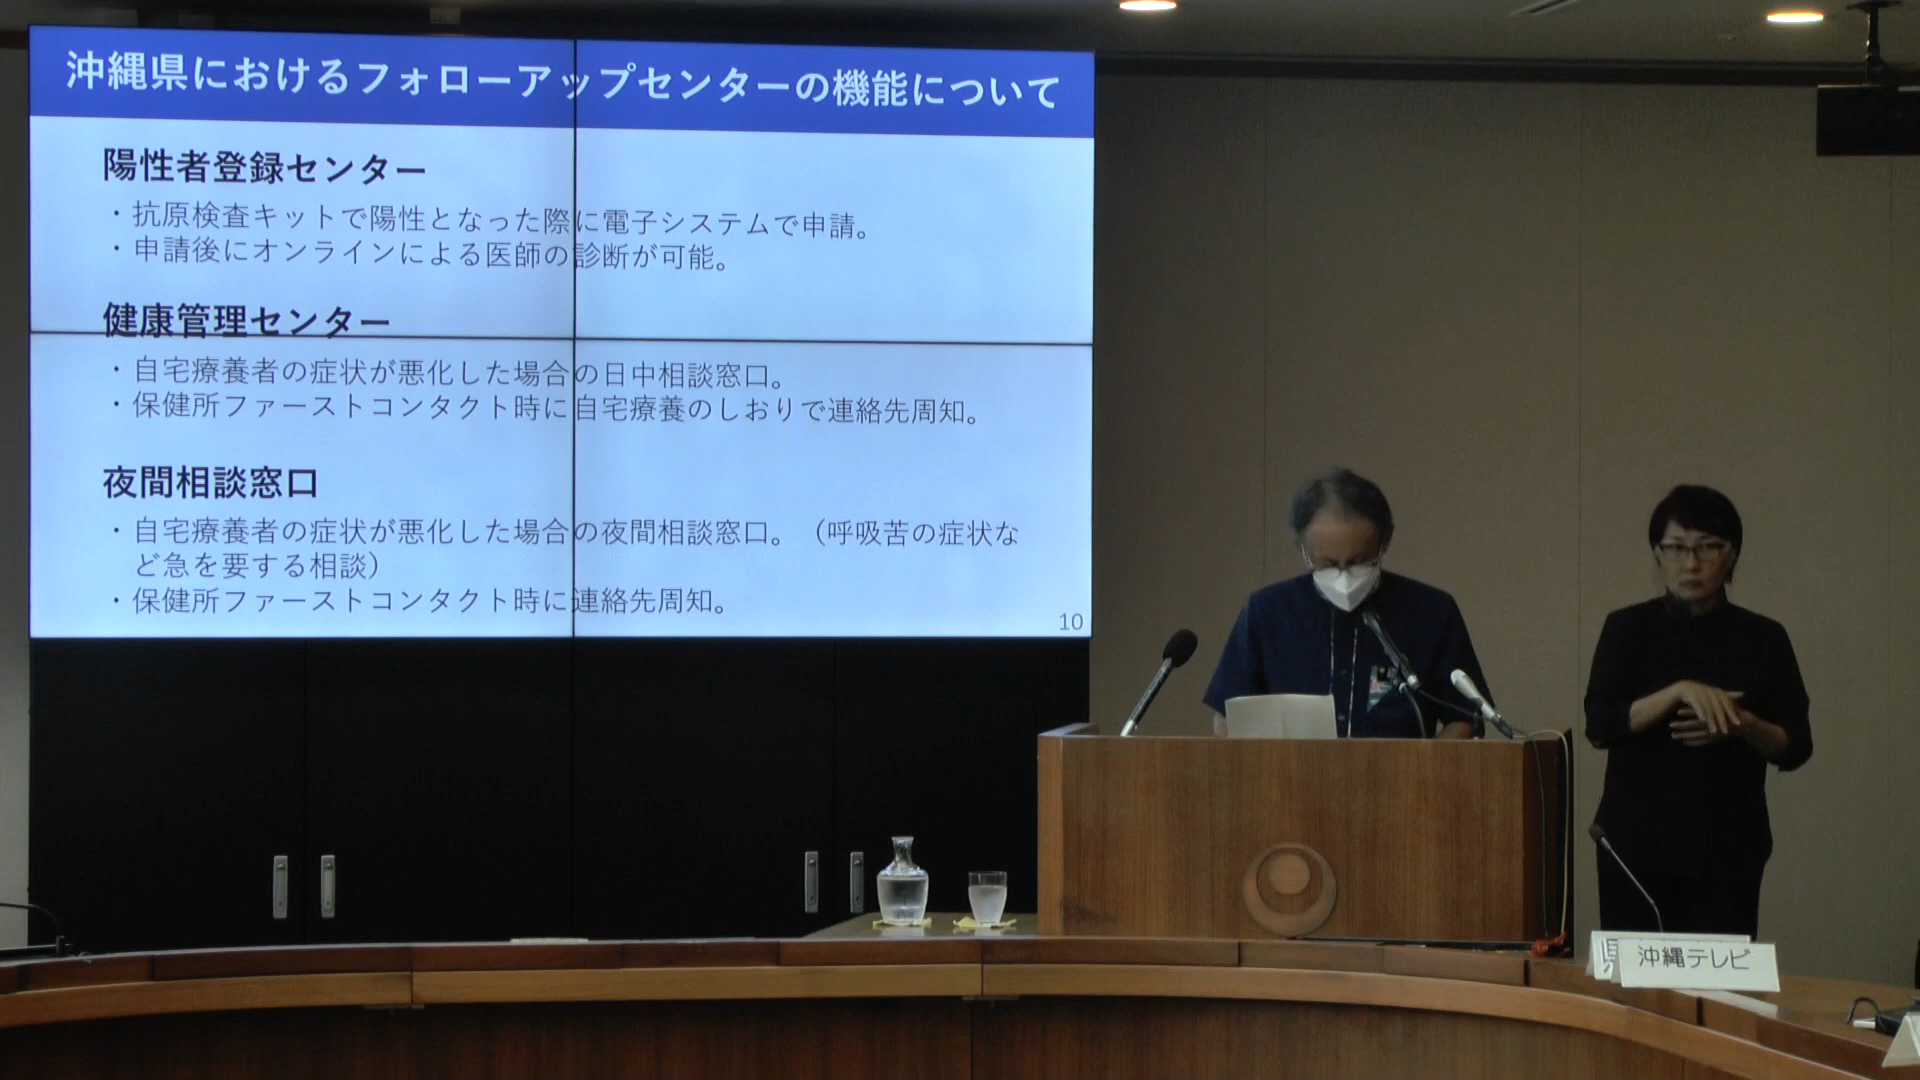 沖縄県におけるフォローアップセンターの機能について
陽性者登録センター
・抗原検査キットで陽性となった際に電子システムで申請。
・申請後にオンラインによる医師の診断が可能。
健康管理センター
・自宅療養者の症状が悪化した場合の日中相談窓口。
・保健所ファーストコンタクト時に自宅療養のしおりで連絡先周知。
夜間相談窓口
・自宅療養者の症状が悪化した場合の夜間相談窓口。（呼吸苦の症状な
ど急を要する相談）
・保健所ファーストコンタクト時に連絡先周知。
10
沖縄テレビ